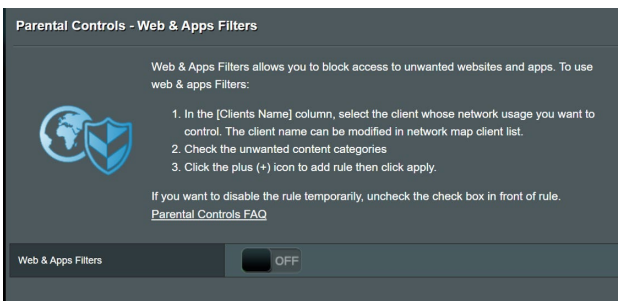 Parental Controls - Web & Apps Filters
Web & Apps Filters allows you to block access to unwanted websites and apps. To use
web & apps Filters:
1. In the [Clients Name] column, select the client whose network usage you want to
control. The client name can be modified in network map client list.
2. Check the unwanted content categories
3. Click the plus (+) icon to add rule then click apply.
If you want to disable the rule temporarily, uncheck the check box in front of rule.
Parental Controls FAQ
Web & Apps Filters
OFF